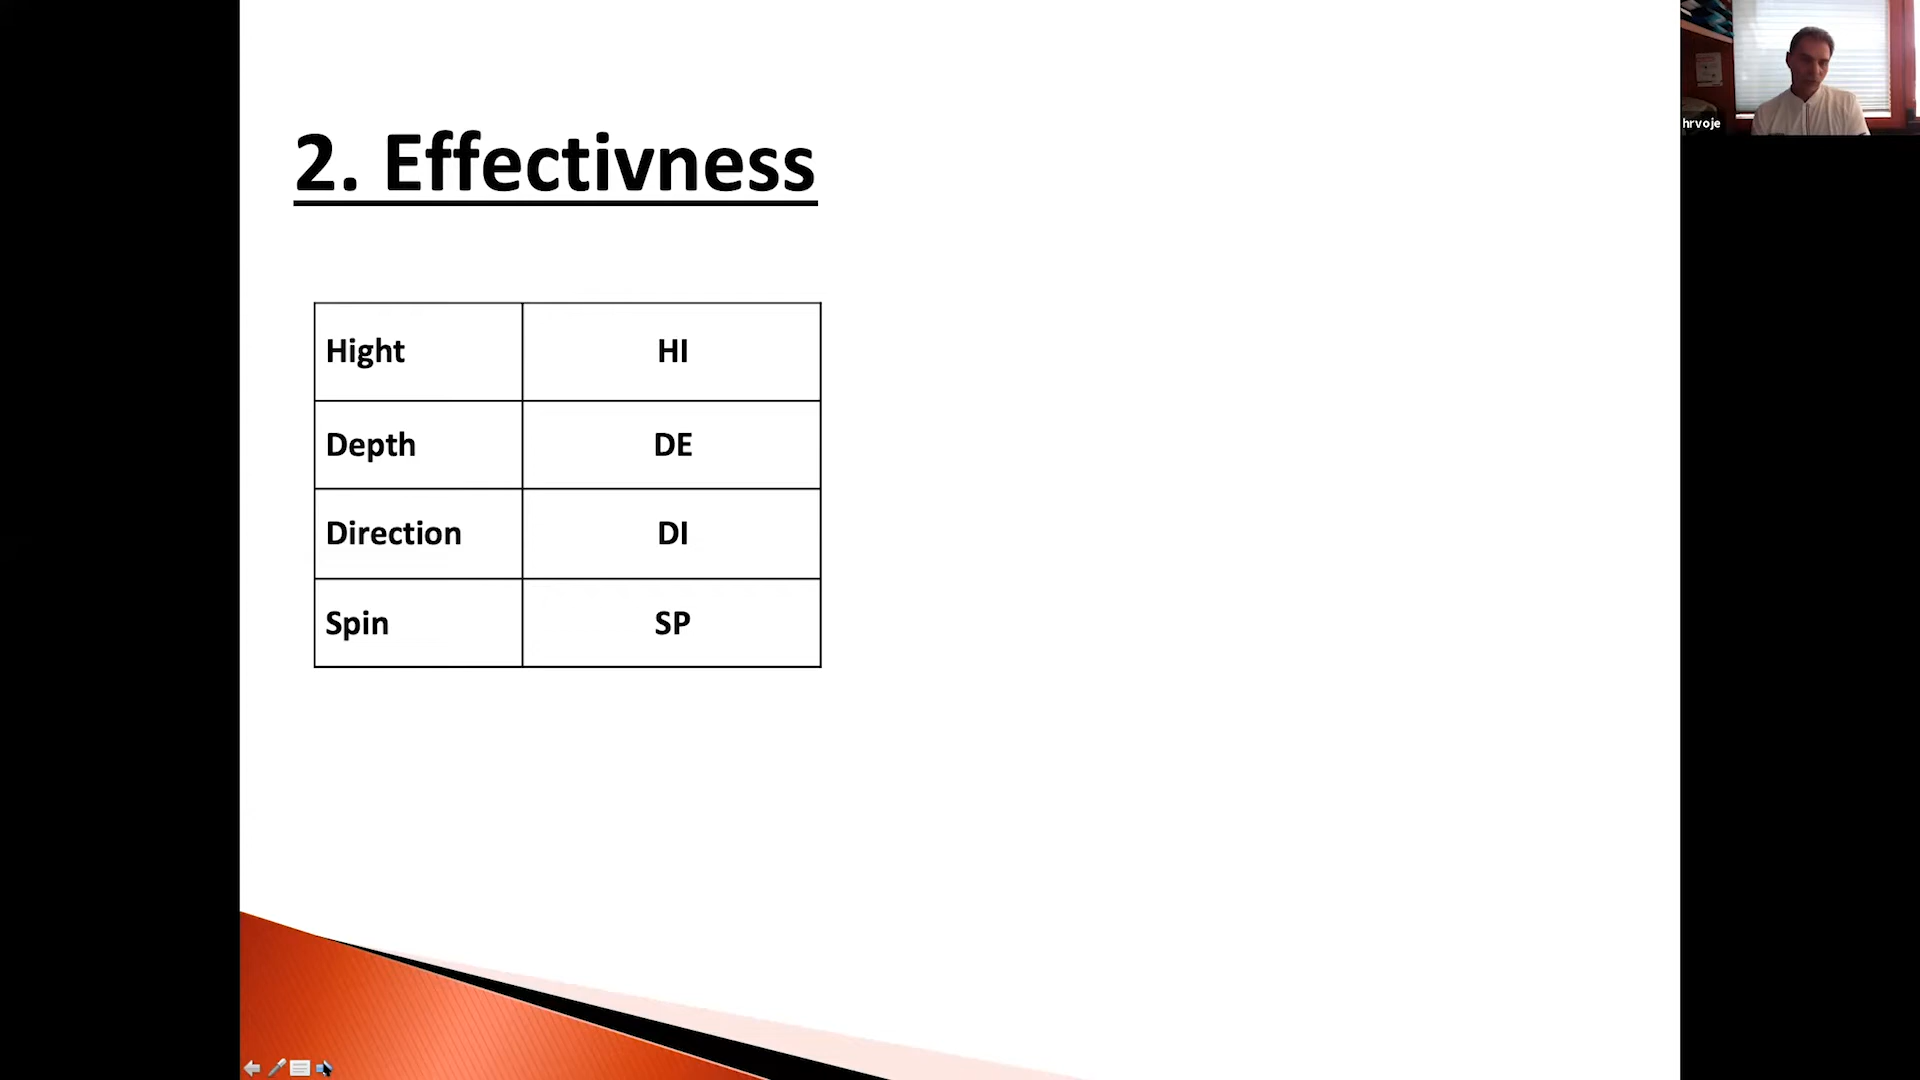 2. Effectivness
Hight HI
Depth DE
Direction DI
Spin SP
hrvoje